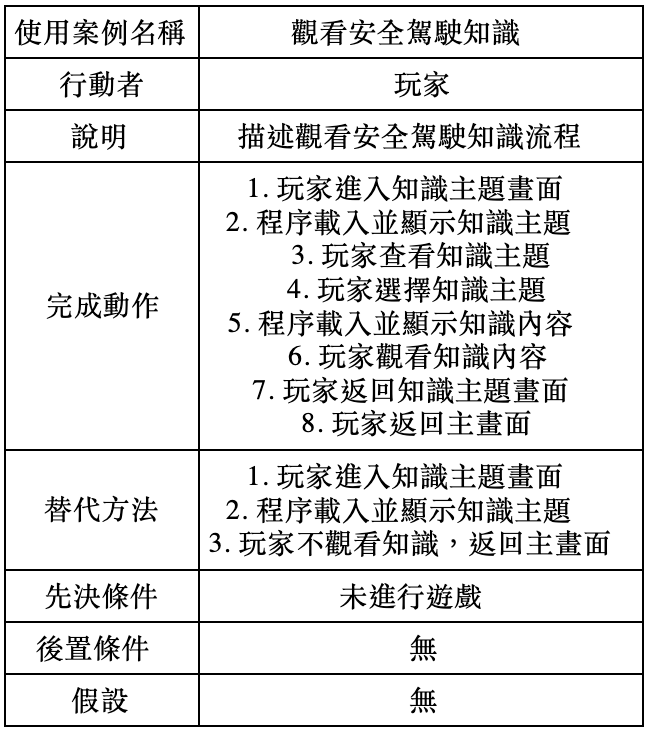 使用案例名稱 觀看安全駕駛知識
行動者 玩家
說明 描述觀看安全駕駛知識流程
完成動作
1. 玩家進入知識主題畫面
2. 程序載入並顯示知識主題
3. 玩家查看知識主題
4. 玩家選擇知識主題
5. 程序載入並顯示知識內容
6. 玩家觀看知識內容
7. 玩家返回知識主題畫面
8. 玩家返回主畫面
替代方法
1. 玩家進入知識主題畫面
2. 程序載入並顯示知識主題
3. 玩家不觀看知識，返回主畫面
先決條件 未進行遊戲
後置條件 無
假設 無